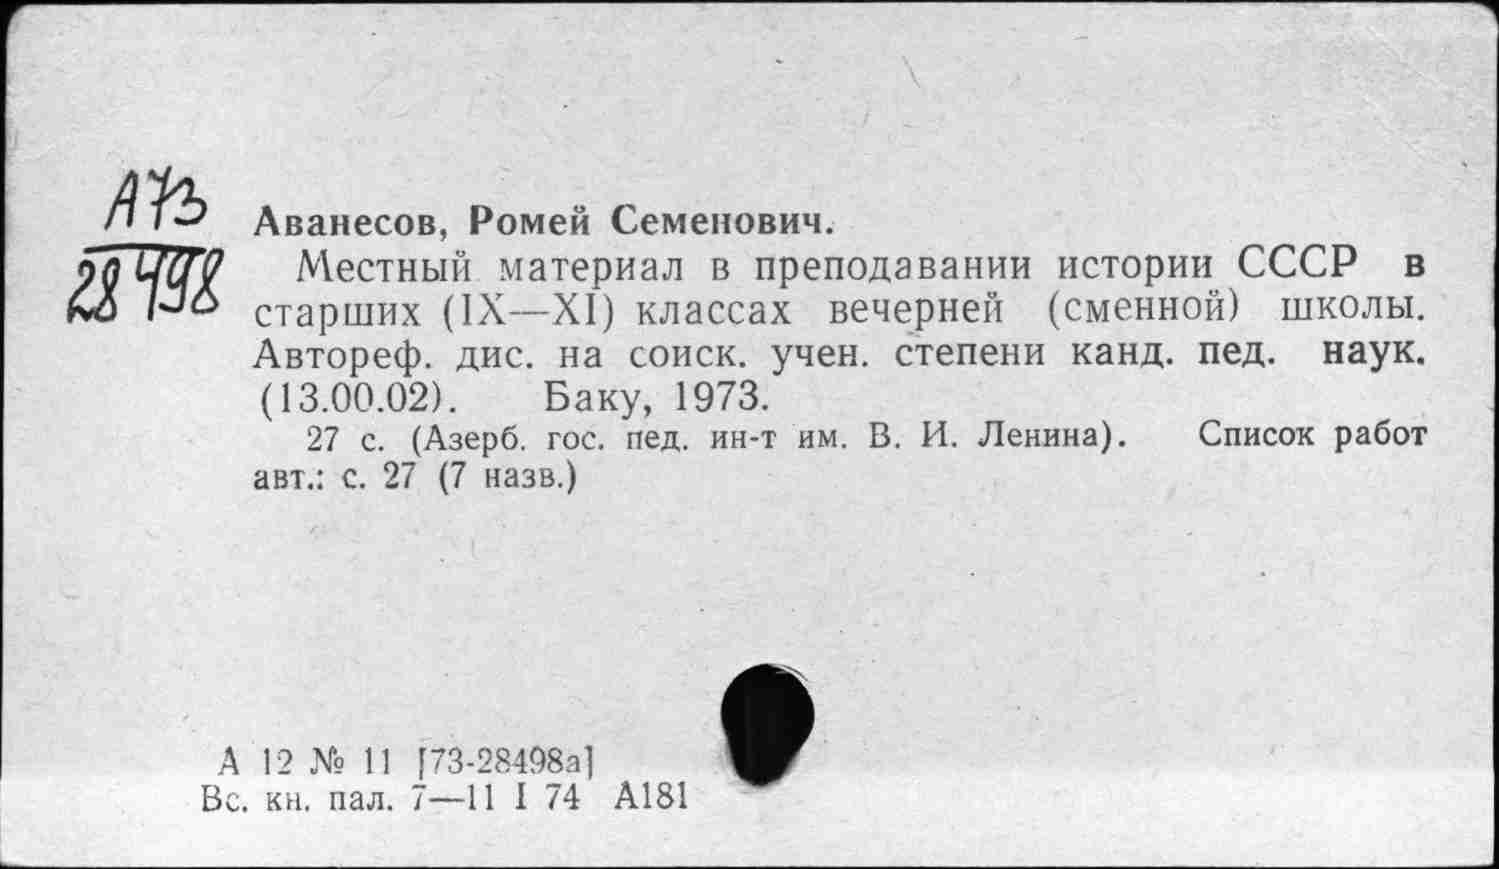 А73
28498
Аванесов, Ромей Семенович.
Местный материал в преподавании истории СССР в
старших (IX—XI) классах вечерней (сменной) школы.
Автореф. дис. на соиск. учен. степени канд. пед. наук.
(13.00.02). Баку, 1973.
27 с. (Азерб. гос. пед. ин-т им. В. И. Ленина). Список работ
авт.: с. 27 (7 назв.)
А 12 № 11 [73-28498а]
Вс. кн. пал. 7—11 I 74 А181